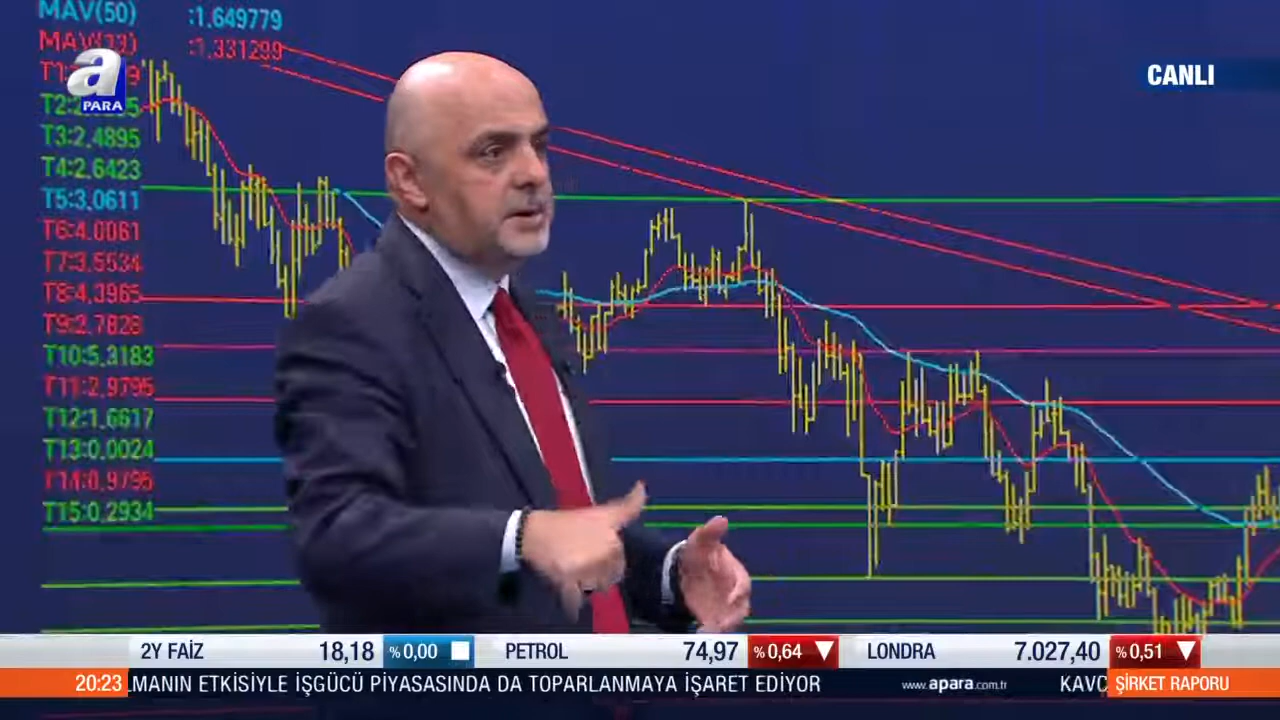 MAV(50) :1.649779
:1.331299
T3:2.4895
T4:2.6423
T5:3.0611
T6:4.0061
T7:3.5534
T8:4.3965
T9:2.7828
T10:5.3183
T11:2.9795
T12:1.6617
T13:0.0024
T14:0.9795
T15:0.2934
a
PARA
CANLI
2Y FAİZ 18,18 %0,00 PETROL 74,97 %0,64 LONDRA 7.027,40 %0,51
20:23 LMANIN ETKİSİYLE İŞGÜCÜ PİYASASINDA DA TOPARLANMAYA İŞARET EDİYOR www.apara.com.tr KAVC ŞİRKET RAPORU